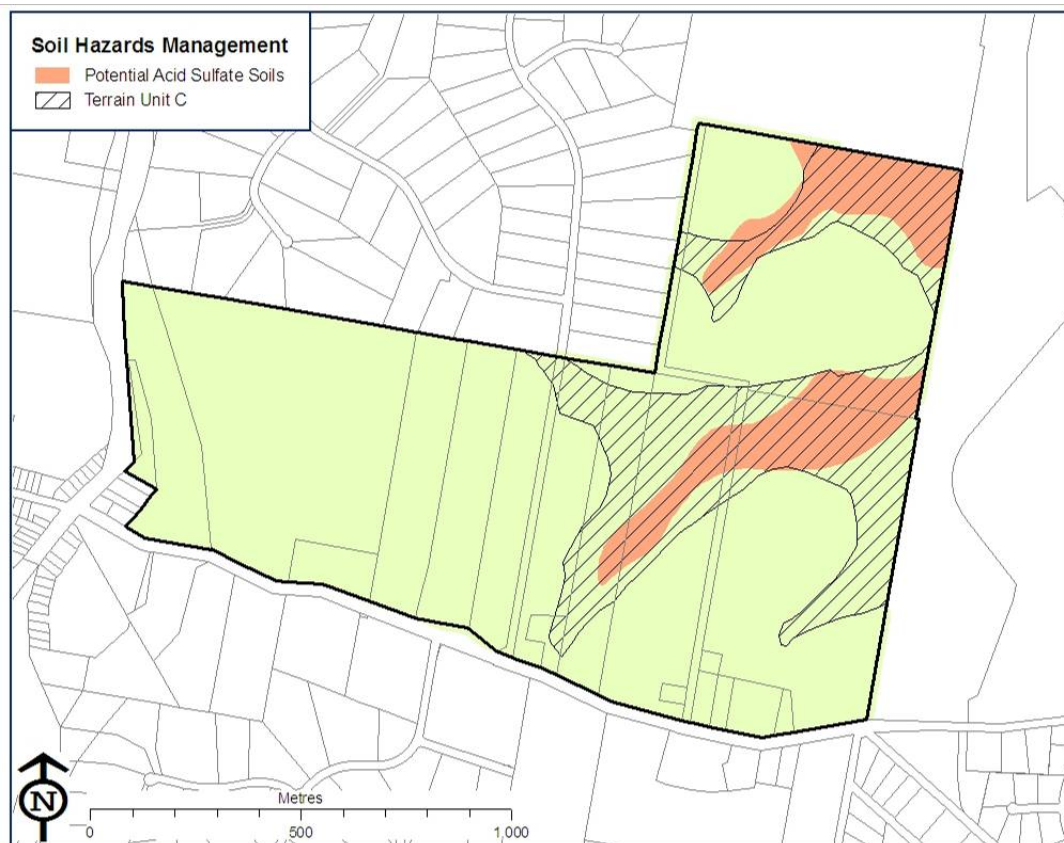 Soil Hazards Management
Potential Acid Sulfate Soils
Terrain Unit C
N
Metres
0 500 1,000